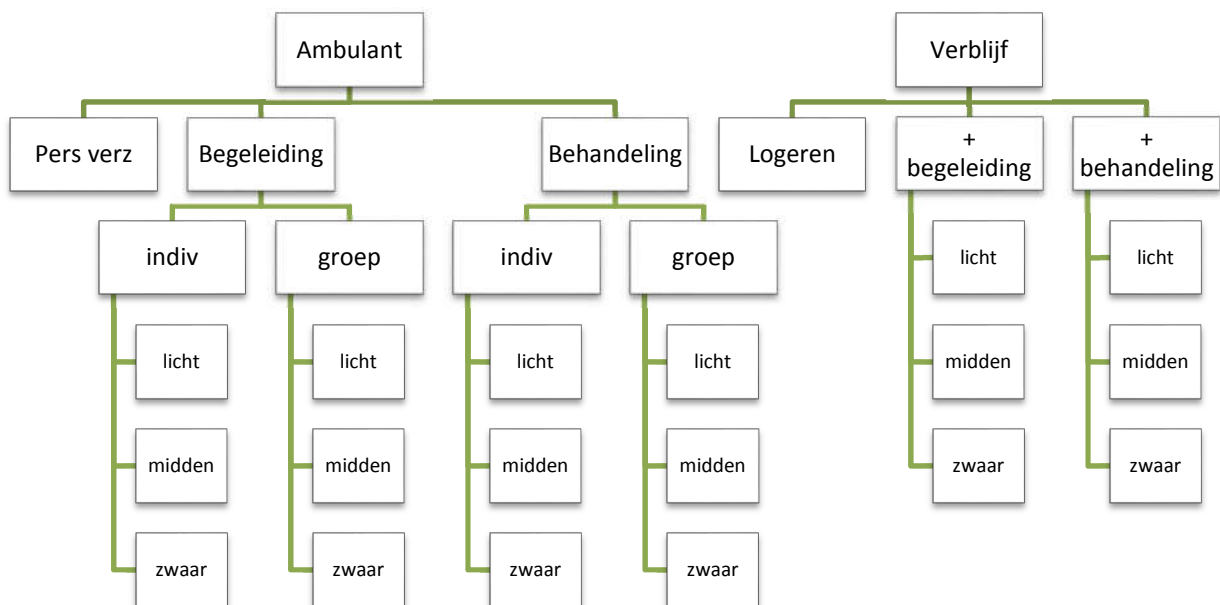 Ambulant
Verblijf
Pers verz
Begeleiding
Behandeling
Logeren
+
begeleiding
+
behandeling
indiv
groep
indiv
groep
licht
licht
licht
licht
licht
licht
midden
midden
midden
midden
midden
midden
zwaar
zwaar
zwaar
zwaar
zwaar
zwaar